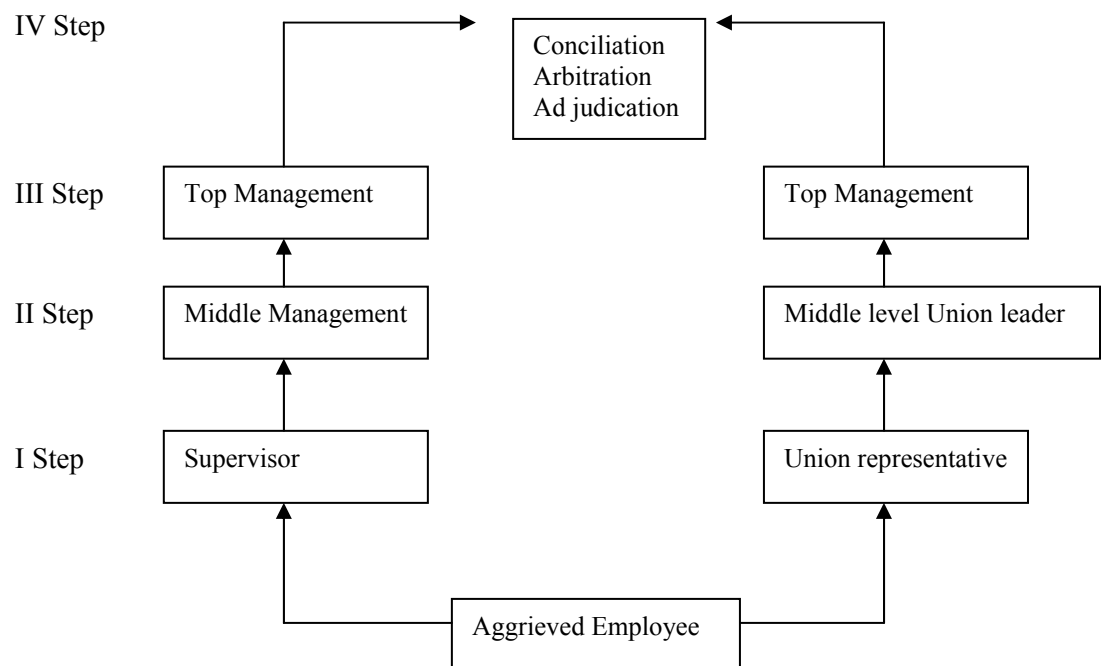 IV Step
Conciliation
Arbitration
Ad judication
III Step
Top Management
Top Management
II Step
Middle Management
Middle level Union leader
I Step
Supervisor
Union representative
Aggrieved Employee